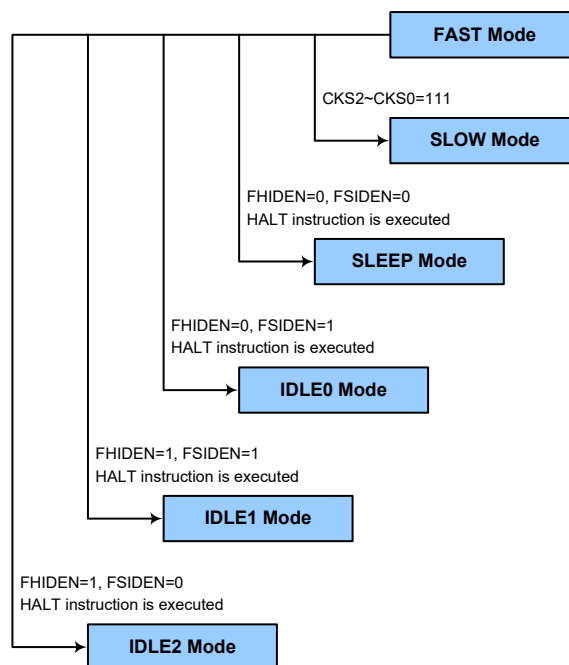 FAST Mode
CKS2~CKS0=111
SLOW Mode
FHIDEN=0, FSIDEN=0
HALT instruction is executed
SLEEP Mode
FHIDEN=0, FSIDEN=1
HALT instruction is executed
IDLE0 Mode
FHIDEN=1, FSIDEN=1
HALT instruction is executed
IDLE1 Mode
FHIDEN=1, FSIDEN=0
HALT instruction is executed
IDLE2 Mode